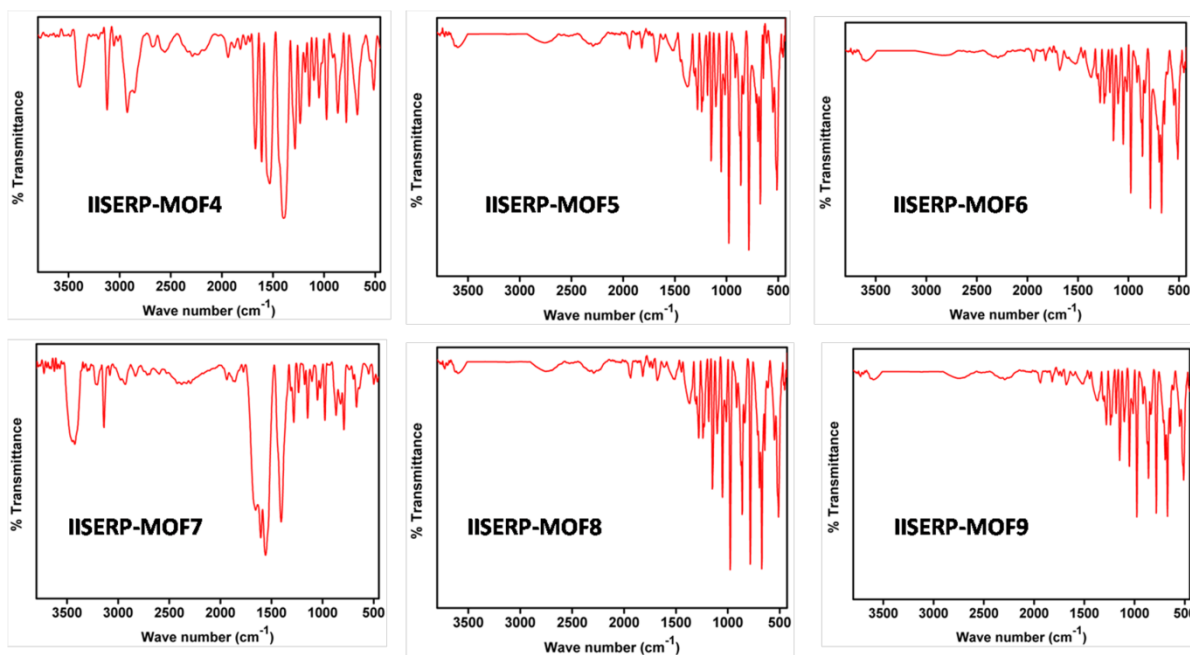 % Transmittance
IISERP-MOF4
3500 3000 2500 2000 1500 1000 500
Wave number (cm⁻¹)
% Transmittance
IISERP-MOF5
3500 3000 2500 2000 1500 1000 500
Wave number (cm⁻¹)
% Transmittance
IISERP-MOF6
3500 3000 2500 2000 1500 1000 500
Wave number (cm⁻¹)
% Transmittance
IISERP-MOF7
3500 3000 2500 2000 1500 1000 500
Wave number (cm⁻¹)
% Transmittance
IISERP-MOF8
3500 3000 2500 2000 1500 1000 500
Wave number (cm⁻¹)
% Transmittance
IISERP-MOF9
3500 3000 2500 2000 1500 1000 500
Wave number (cm⁻¹)